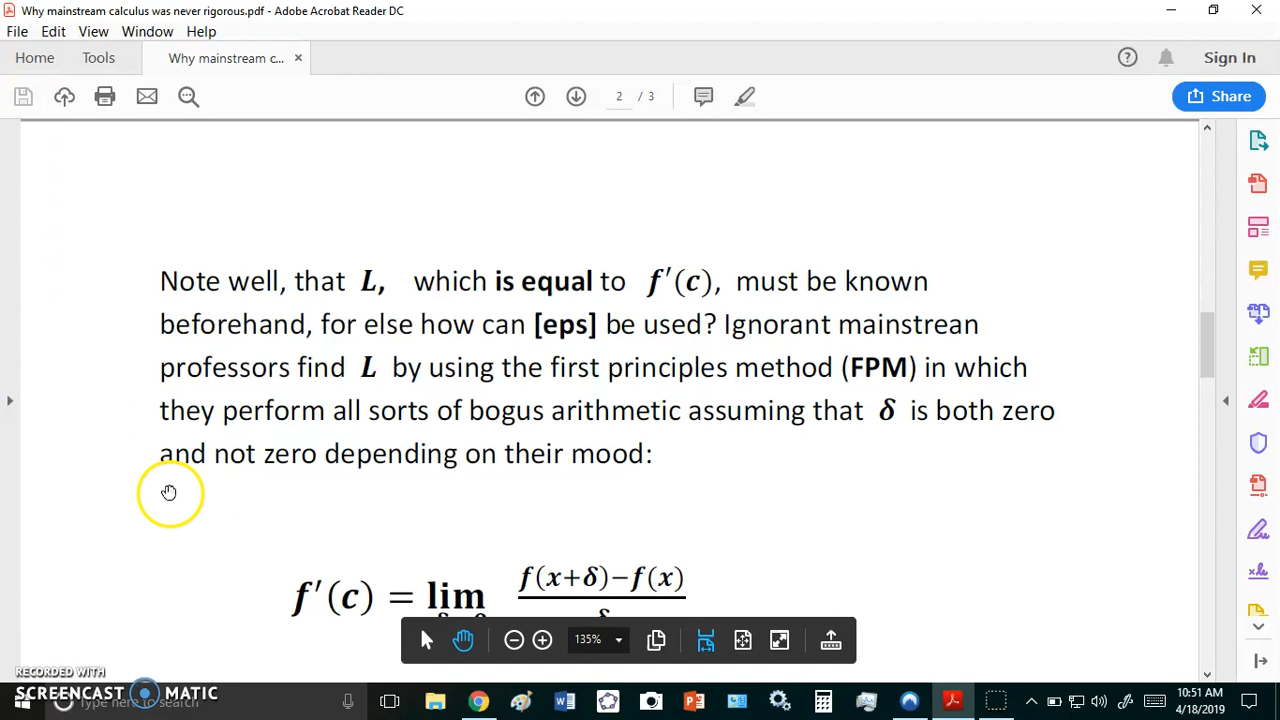 Why mainstream calculus was never rigorous.pdf - Adobe Acrobat Reader DC
File Edit View Window Help
Home Tools Why mainstream c... × Sign In
2 / 3 Share
Note well, that L, which is equal to f′(c), must be known
beforehand, for else how can [eps] be used? Ignorant mainstrean
professors find L by using the first principles method (FPM) in which
they perform all sorts of bogus arithmetic assuming that δ is both zero
and not zero depending on their mood:
f′(c) = lim f(x+δ)−f(x)
135%
RECORDED WITH
SCREENCAST MATIC
Type here to search
10:51 AM
4/18/2019